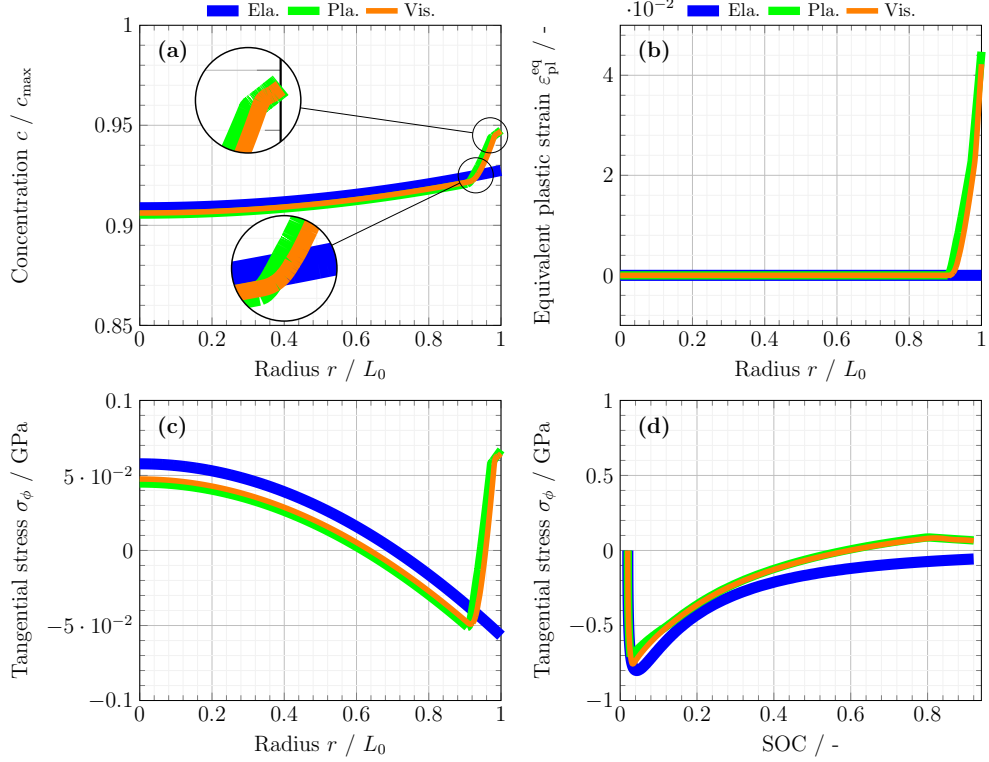 Ela. Pla. Vis.
(a)
1
0.95
0.9
0.85
0 0.2 0.4 0.6 0.8 1
Concentration c / c_max
Radius r / L_0
Ela. Pla. Vis.
·10^−2
(b)
4
2
0
0 0.2 0.4 0.6 0.8 1
Equivalent plastic strain ε_pl^eq / -
Radius r / L_0
(c)
0.1
5 · 10^−2
0
−5 · 10^−2
−0.1
0 0.2 0.4 0.6 0.8 1
Tangential stress σ_ϕ / GPa
Radius r / L_0
(d)
1
0.5
0
−0.5
−1
0 0.2 0.4 0.6 0.8
Tangential stress σ_ϕ / GPa
SOC / -